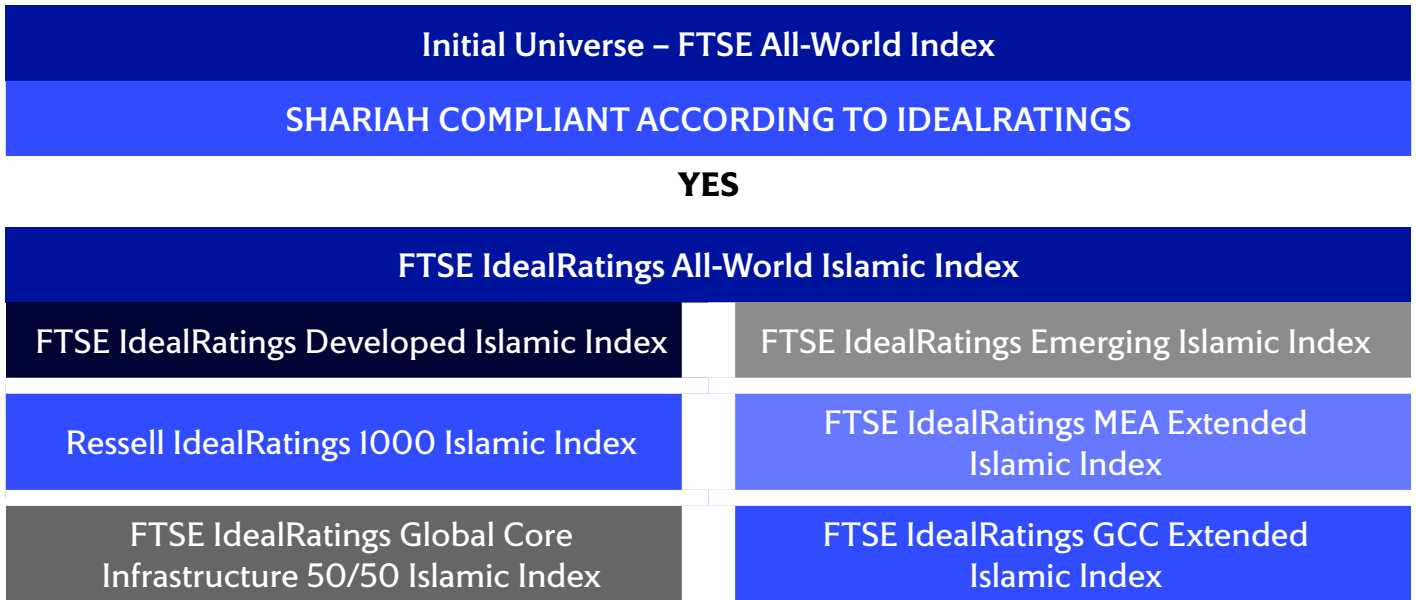 Initial Universe – FTSE All-World Index
SHARIAH COMPLIANT ACCORDING TO IDEALRATINGS
YES
FTSE IdealRatings All-World Islamic Index
FTSE IdealRatings Developed Islamic Index
FTSE IdealRatings Emerging Islamic Index
Ressell IdealRatings 1000 Islamic Index
FTSE IdealRatings MEA Extended
Islamic Index
FTSE IdealRatings Global Core
Infrastructure 50/50 Islamic Index
FTSE IdealRatings GCC Extended
Islamic Index